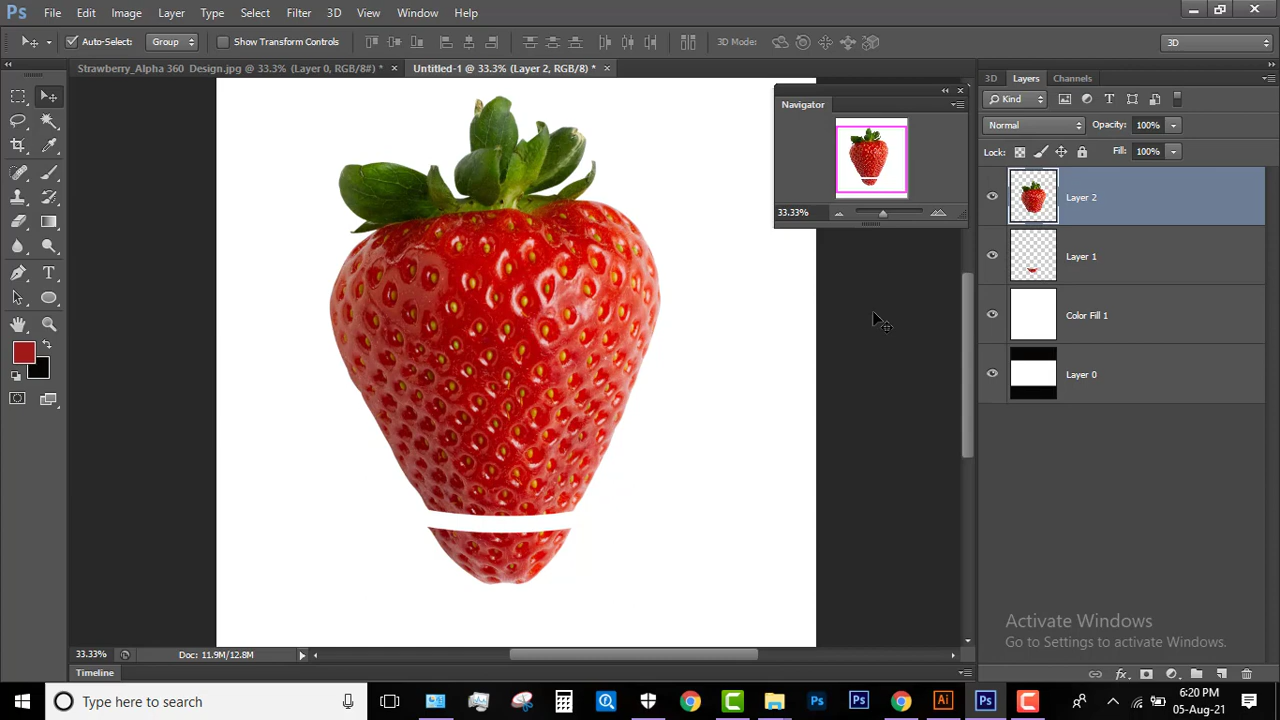 Ps File Edit Image Layer Type Select Filter 3D View Window Help
Auto-Select: Group Show Transform Controls 3D Mode: 3D
Strawberry_Alpha 360 Design.jpg @ 33.3% (Layer 0, RGB/8#) * × Untitled-1 @ 33.3% (Layer 2, RGB/8) * ×
3D Layers Channels
Navigator
33.33%
Kind
Normal Opacity: 100%
Lock: Fill: 100%
Layer 2
Layer 1
Color Fill 1
Layer 0
Activate Windows
Go to Settings to activate Windows.
33.33% Doc: 11.9M/12.8M
Timeline
Type here to search
Ps Ps Ai Ps
6:20 PM
05-Aug-21